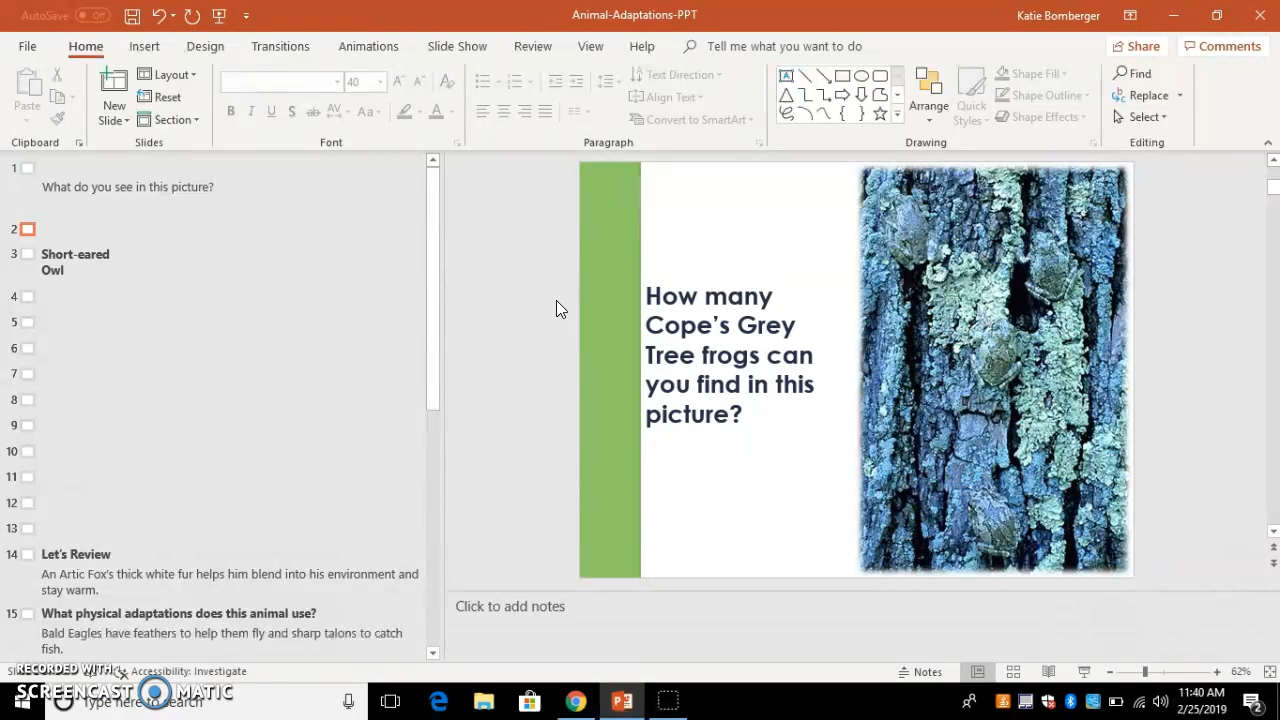 AutoSave Off Animal-Adaptations-PPT Katie Bomberger
File Home Insert Design Transitions Animations Slide Show Review View Help Tell me what you want to do Share Comments
Paste
New
Slide
Layout
Reset
Section
40
B I U S ab AV Aa A
Text Direction
Align Text
Convert to SmartArt
Arrange
Quick
Styles
Shape Fill
Shape Outline
Shape Effects
Find
Replace
Select
Clipboard Slides Font Paragraph Drawing Editing
1
What do you see in this picture?
2
3 Short-eared
Owl
4
5
6
7
8
9
10
11
12
13
14 Let's Review
An Artic Fox's thick white fur helps him blend into his environment and
stay warm.
15 What physical adaptations does this animal use?
Bald Eagles have feathers to help them fly and sharp talons to catch
fish.
How many
Cope's Grey
Tree frogs can
you find in this
picture?
Click to add notes
Accessibility: Investigate
Notes 62%
RECORDED WITH
SCREENCAST MATIC
Type here to search
11:40 AM
2/25/2019
2